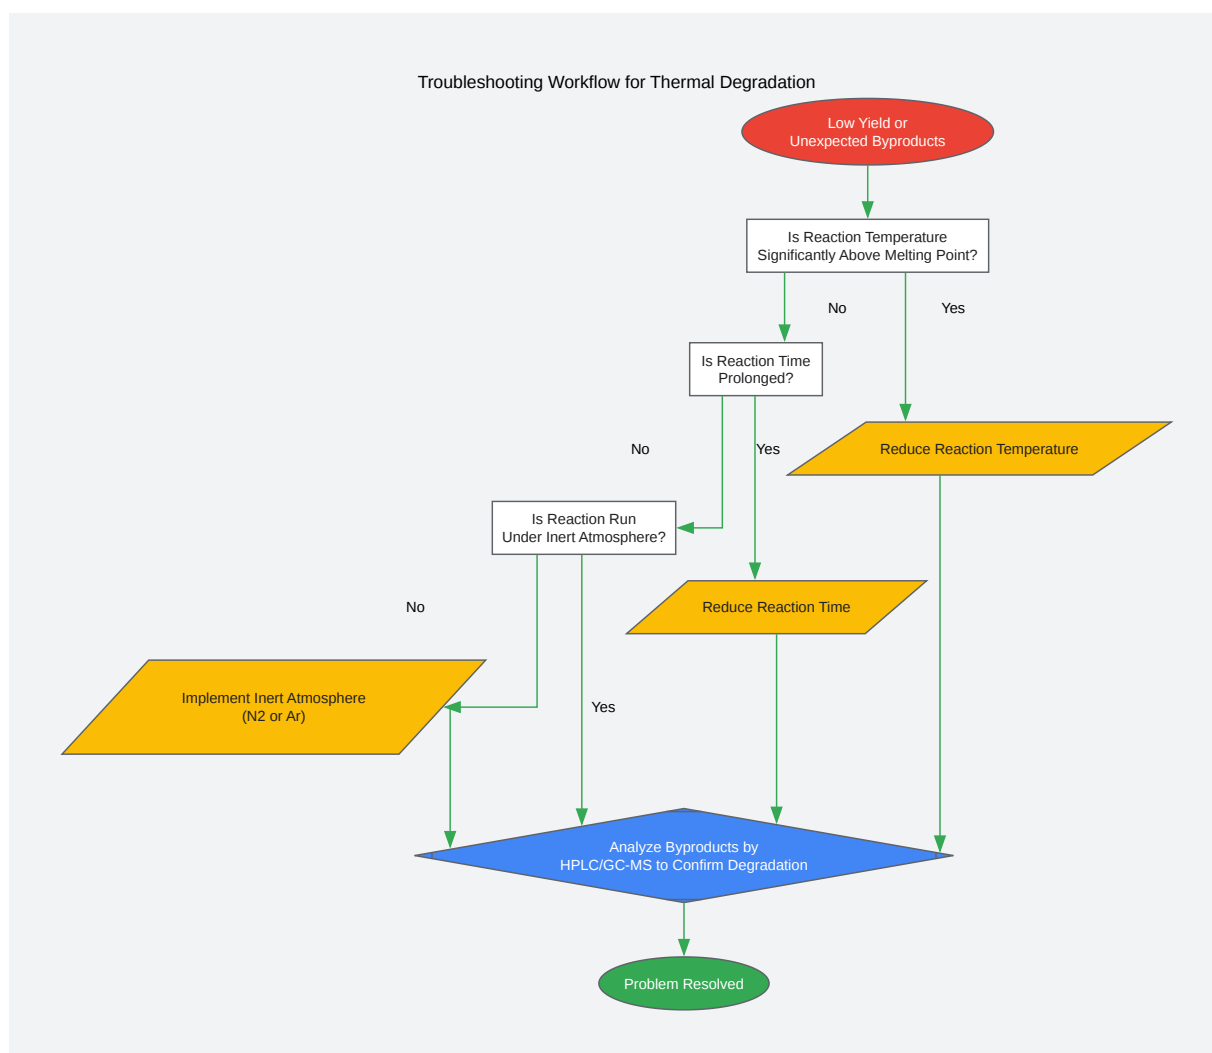 Troubleshooting Workflow for Thermal Degradation
Low Yield or
Unexpected Byproducts
Is Reaction Temperature
Significantly Above Melting Point?
No
Yes
Is Reaction Time
Prolonged?
No
Yes
Reduce Reaction Temperature
Is Reaction Run
Under Inert Atmosphere?
No
Reduce Reaction Time
Implement Inert Atmosphere
(N2 or Ar)
Yes
Analyze Byproducts by
HPLC/GC-MS to Confirm Degradation
Problem Resolved